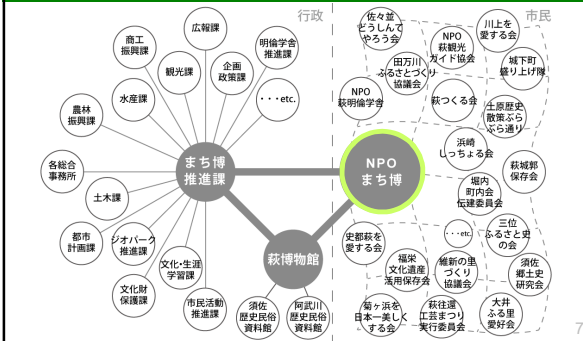 行政
市民
広報課
商工
振興課
明倫学舎
推進課
観光課
企画
政策課
水産課
・・・etc.
農林
振興課
各総合
事務所
まち博
推進課
土木課
都市
計画課
ジオパーク
推進課
文化・生涯
学習課
文化財
保護課
市民活動
推進課
萩博物館
須佐
歴史民俗
資料館
阿武川
歴史民俗
資料館
NPO
まち博
佐々並
どうしんて
やろう会
NPO
萩観光
ガイド協会
川上を
愛する会
田万川
ふるさとづくり
協議会
城下町
盛り上げ隊
NPO
萩明倫学舎
萩つくる会
土原歴史
散策ぶら
ぶら通り
浜崎
しっちょる会
萩城郭
保存会
堀内
町内会
伝建委員会
史都萩を
愛する会
・・・etc.
三位
ふるさと史
の会
福栄
文化遺産
活用保存会
維新の里
づくり
協議会
須佐
郷土史
研究会
菊ヶ浜を
日本一美しく
する会
萩往還
工芸まつり
実行委員会
大井
ふる里
愛好会
7